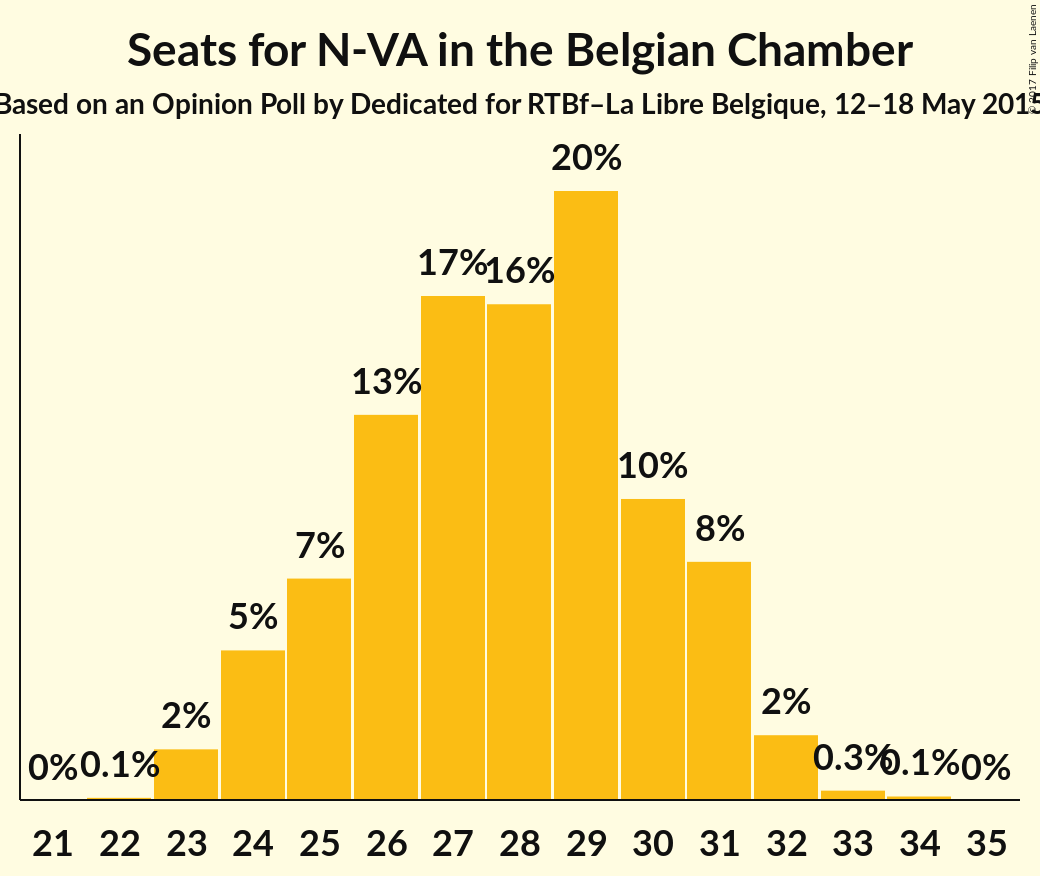 Seats for N-VA in the Belgian Chamber
Based on an Opinion Poll by Dedicated for RTBf–La Libre Belgique, 12–18 May 2015
© 2017 Filip van Laenen
0% 0.1% 2% 5% 7% 13% 17% 16% 20% 10% 8% 2% 0.3% 0.1% 0%
21 22 23 24 25 26 27 28 29 30 31 32 33 34 35